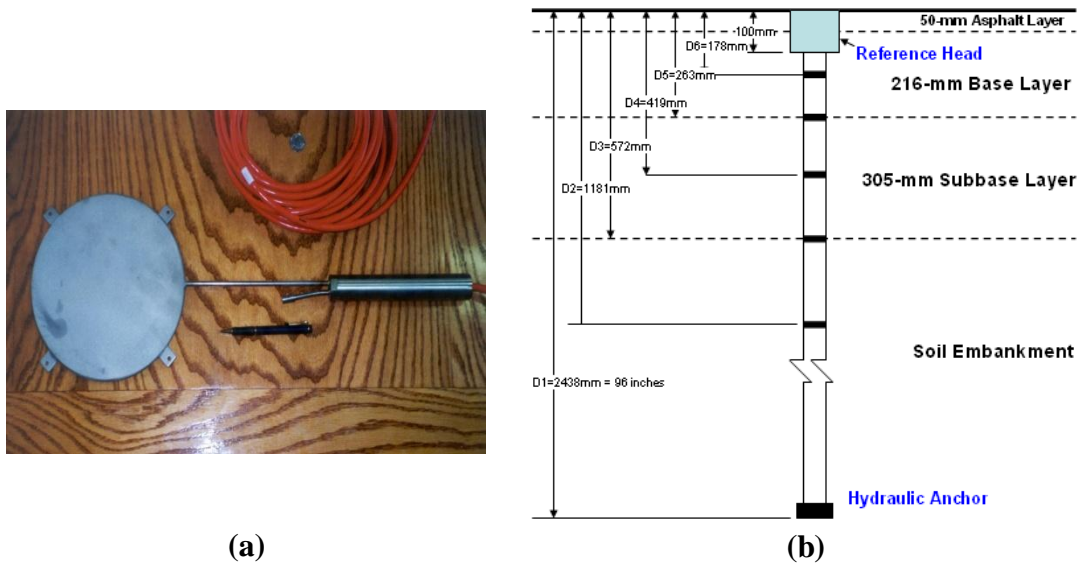 50-mm Asphalt Layer
100mm
D6=178mm
Reference Head
D5=263mm
216-mm Base Layer
D4=419mm
D3=572mm
305-mm Subbase Layer
D2=1181mm
Soil Embankment
D1=2438mm = 96 inches
Hydraulic Anchor
(a)
(b)